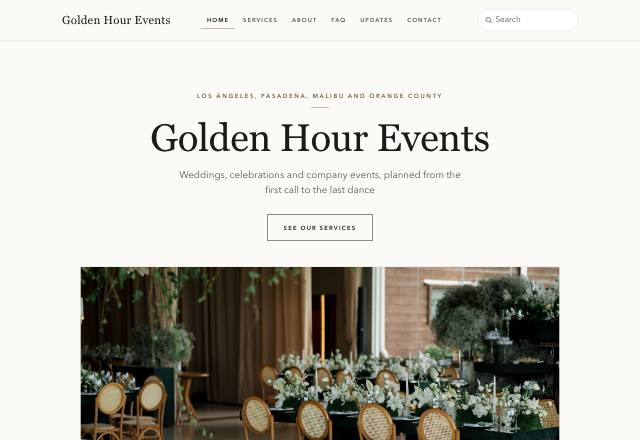 Golden Hour Events
HOME SERVICES ABOUT FAQ UPDATES CONTACT
Search
LOS ANGELES, PASADENA, MALIBU AND ORANGE COUNTY
Golden Hour Events
Weddings, celebrations and company events, planned from the
first call to the last dance
SEE OUR SERVICES